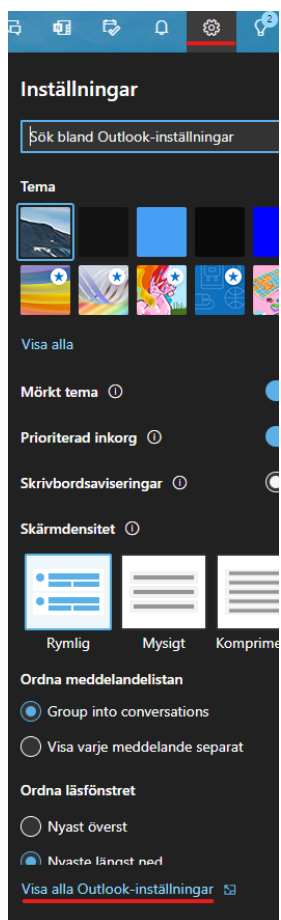 2
Inställningar
Sök bland Outlook-inställningar
Tema
Visa alla
Mörkt tema
Prioriterad inkorg
Skrivbordsaviseringar
Skärmdensitet
Rymlig Mysigt Komprime
Ordna meddelandelistan
Group into conversations
Visa varje meddelande separat
Ordna läsfönstret
Nyast överst
Nyaste längst ned
Visa alla Outlook-inställningar